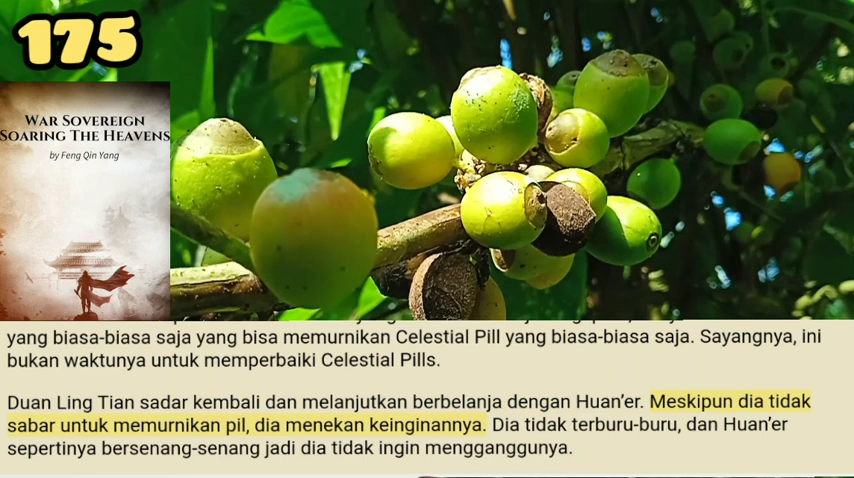 175
WAR SOVEREIGN
SOARING THE HEAVENS
by Feng Qin Yang
yang biasa-biasa saja yang bisa memurnikan Celestial Pill yang biasa-biasa saja. Sayangnya, ini
bukan waktunya untuk memperbaiki Celestial Pills.
Duan Ling Tian sadar kembali dan melanjutkan berbelanja dengan Huan’er. Meskipun dia tidak
sabar untuk memurnikan pil, dia menekan keinginannya. Dia tidak terburu-buru, dan Huan’er
sepertinya bersenang-senang jadi dia tidak ingin mengganggunya.